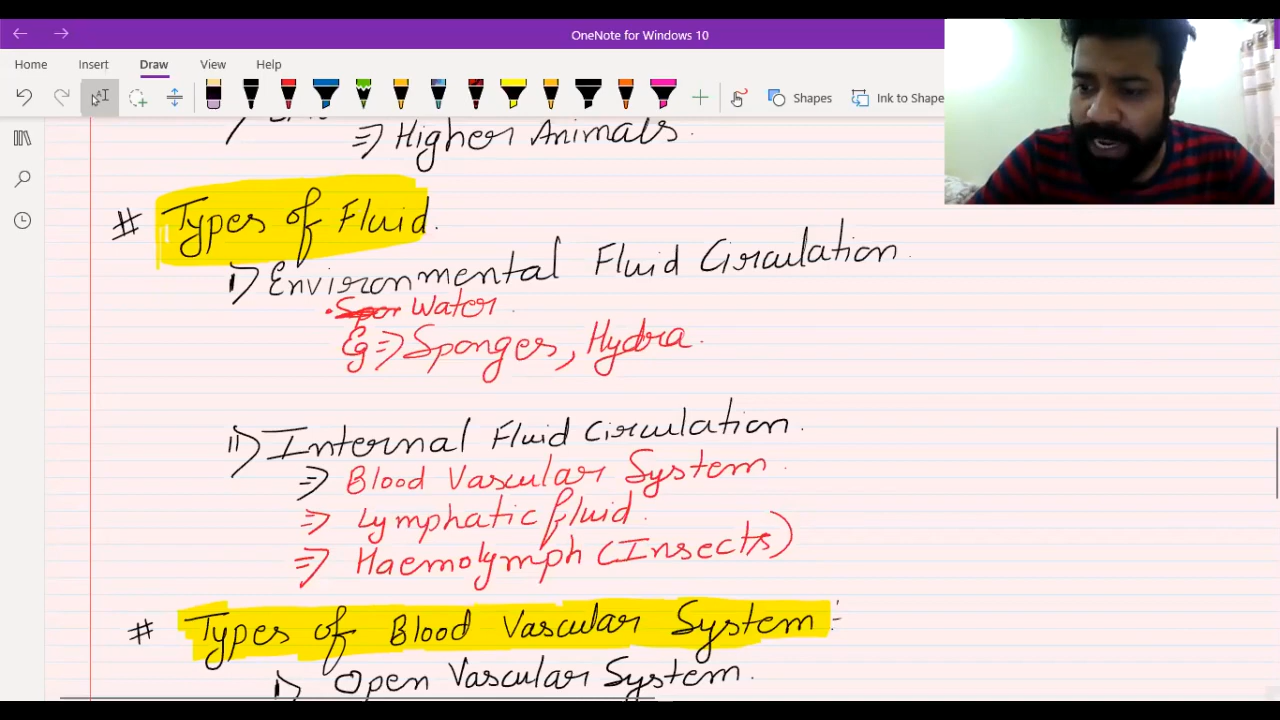 OneNote for Windows 10
Home Insert Draw View Help
Shapes Ink to Shape
⇒ Higher Animals.
# Types of Fluid.
i) Environmental Fluid Circulation.
Water.
Eg ⇒ Sponges, Hydra.
ii) Internal Fluid Circulation.
⇒ Blood Vascular System.
⇒ Lymphatic fluid.
⇒ Haemolymph (Insects)
# Types of Blood Vascular System :-
i) Open Vascular System.